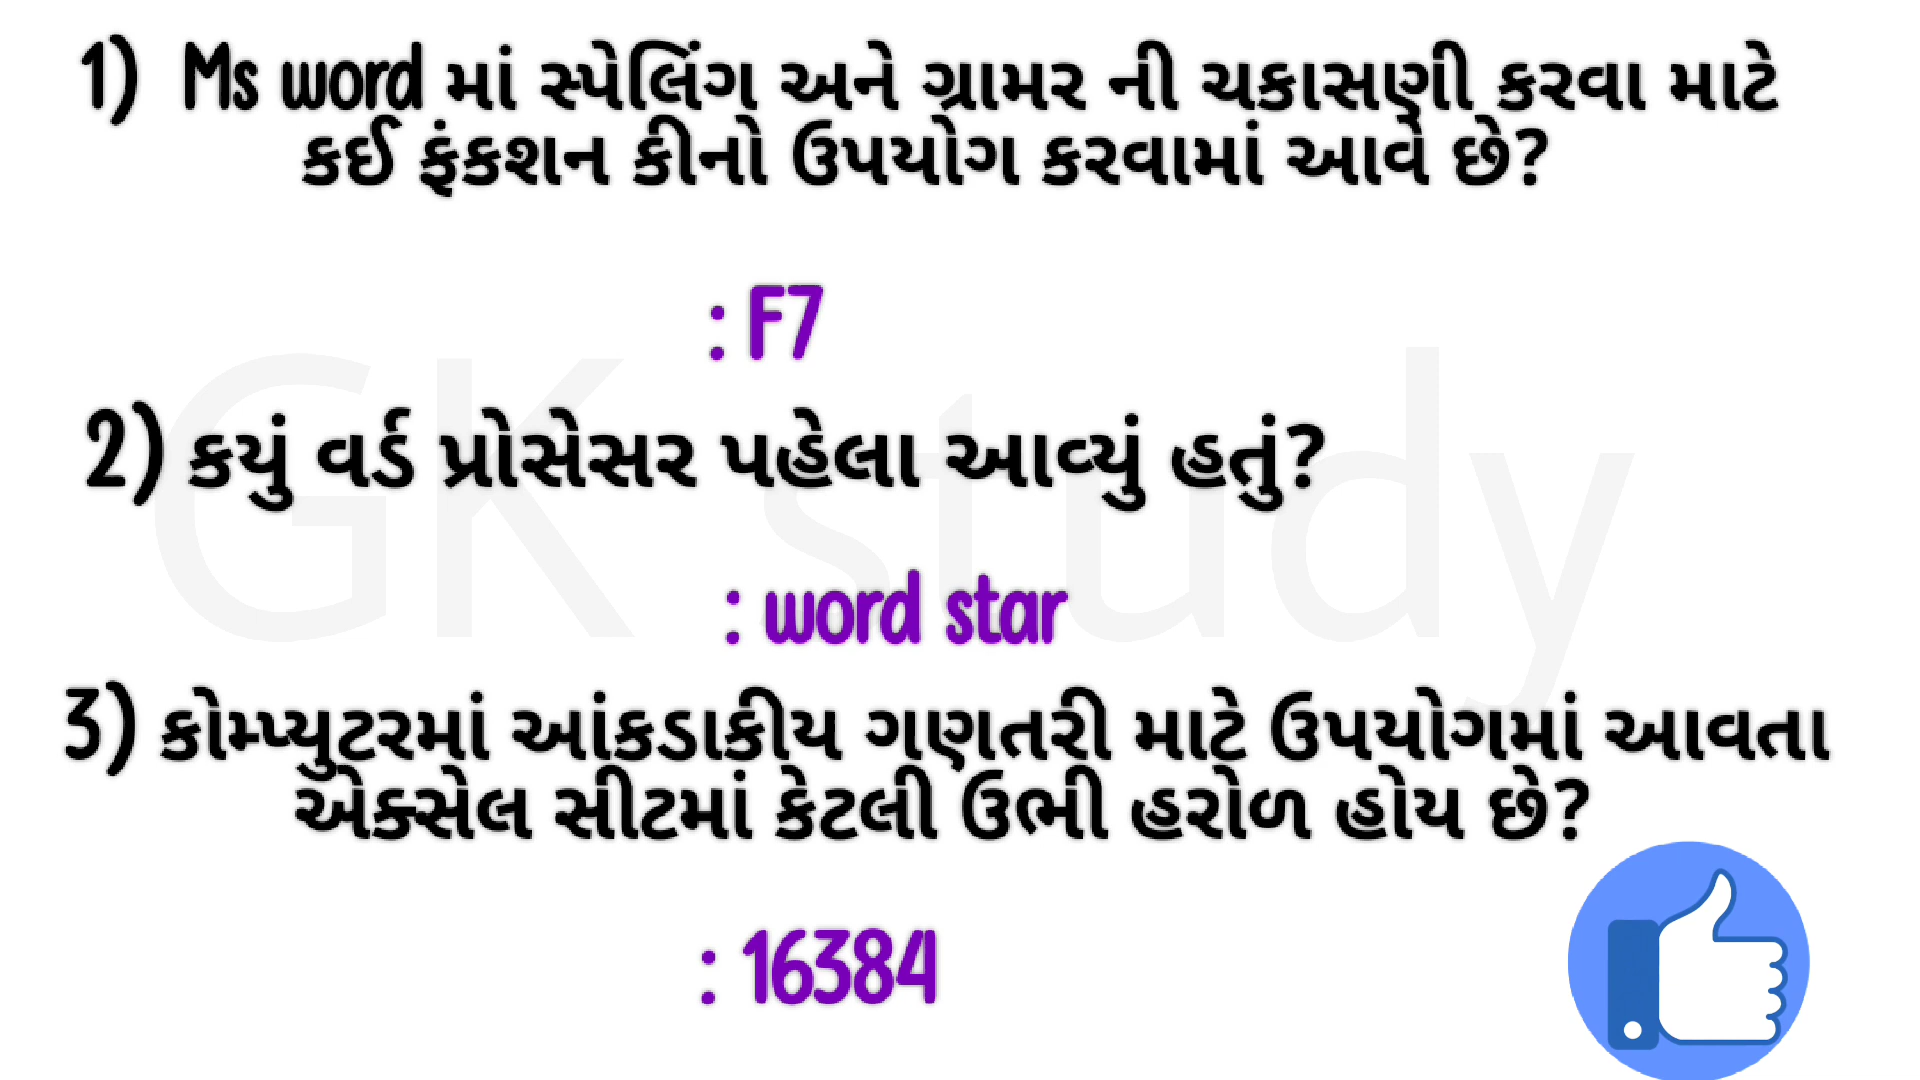 1) Ms word માં સ્પેલિંગ અને ગ્રામર ની ચકાસણી કરવા માટે
કઈ ફંકશન કીનો ઉપયોગ કરવામાં આવે છે?
: F7
2) કયું વર્ડ પ્રોસેસર પહેલા આવ્યું હતું?
GK study
: word star
3) કોમ્પ્યુટરમાં આંકડાકીય ગણતરી માટે ઉપયોગમાં આવતા
એક્સેલ સીટમાં કેટલી ઉભી હરોળ હોય છે?
: 16384